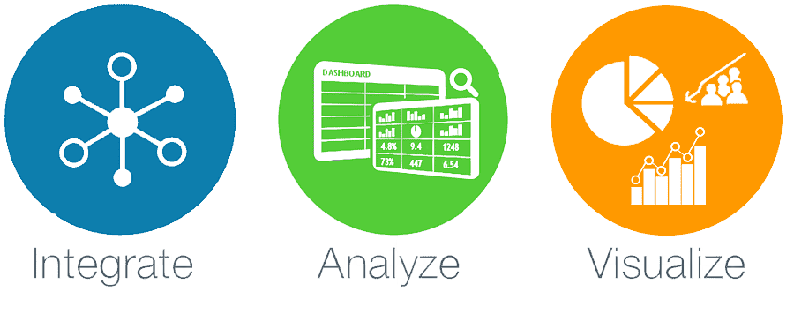 DASHBOARD
4.8% 9.4 1248
73% 447 6.54
Integrate Analyze Visualize